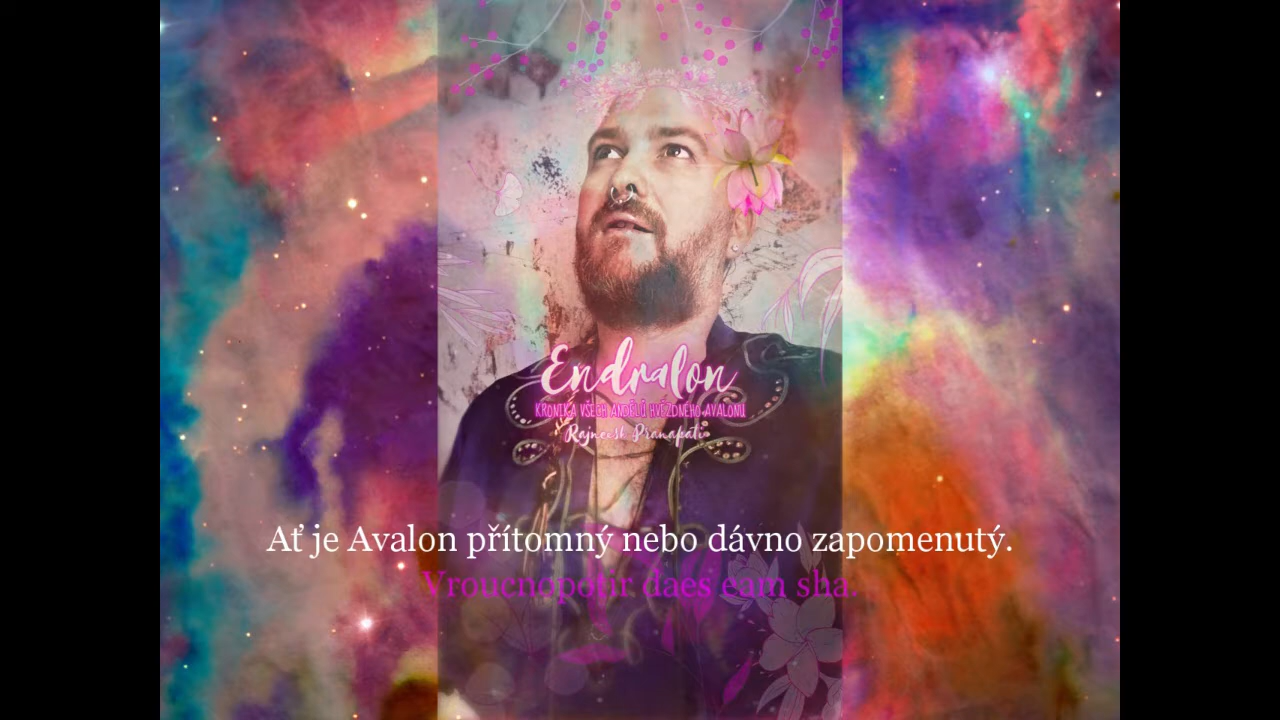 Endralon
KRONIKA VŠECH ANDĚLŮ HVĚZDNÉHO AVALONU
Rajneesh Pranapati
Ať je Avalon přítomný nebo dávno zapomenutý.
Vroucnopotir daes eam sha.